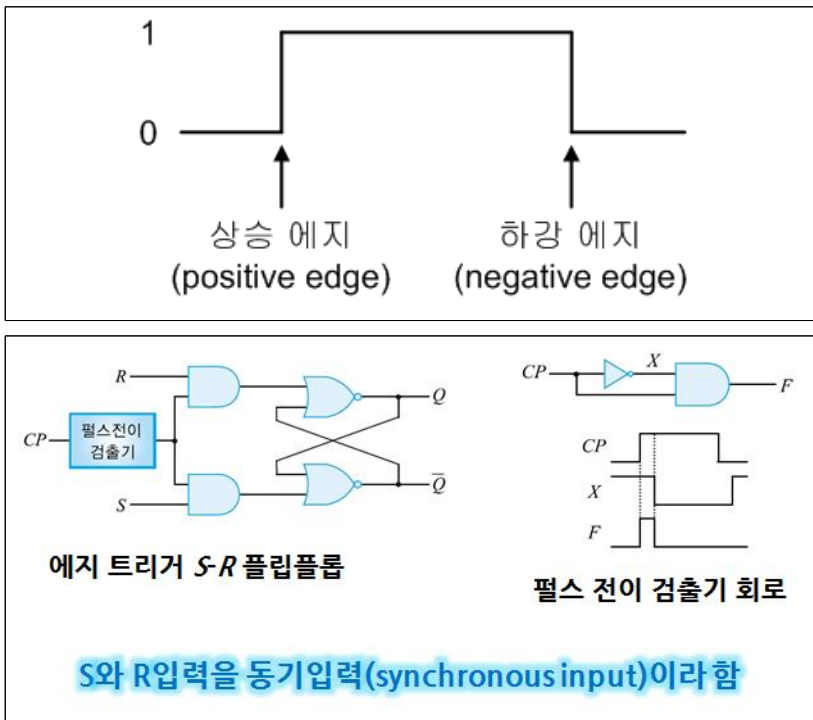 1
0
상승 에지
(positive edge)
하강 에지
(negative edge)
R
CP
펄스전이
검출기
S
Q
Q̅
에지 트리거 S-R 플립플롭
CP
X
F
CP
X
F
펄스 전이 검출기 회로
S와 R입력을 동기입력(synchronous input)이라 함